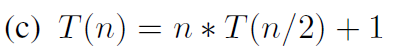 (c) T(n) = n * T(n/2) + 1